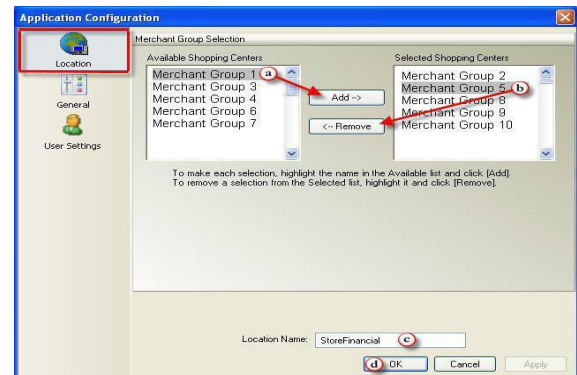 Application Configuration
Location
General
User Settings
Merchant Group Selection
Available Shopping Centers
Merchant Group 1 a
Merchant Group 3
Merchant Group 4
Merchant Group 6
Merchant Group 7
Add -->
<-- Remove
Selected Shopping Centers
Merchant Group 2
Merchant Group 5 b
Merchant Group 8
Merchant Group 9
Merchant Group 10
To make each selection, highlight the name in the Available list and click [Add].
To remove a selection from the Selected list, highlight it and click [Remove].
Location Name: StoreFinancial c
d OK Cancel Apply